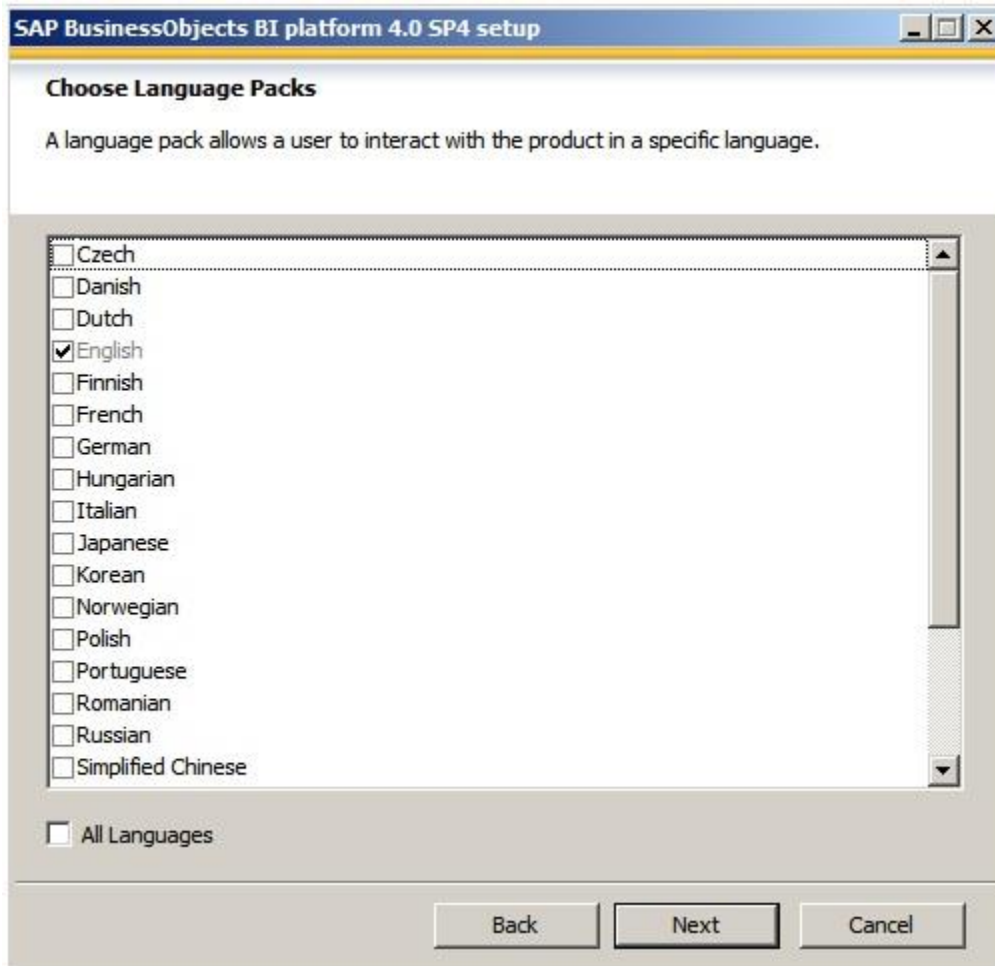 SAP BusinessObjects BI platform 4.0 SP4 setup
Choose Language Packs
A language pack allows a user to interact with the product in a specific language.
Czech
Danish
Dutch
English
Finnish
French
German
Hungarian
Italian
Japanese
Korean
Norwegian
Polish
Portuguese
Romanian
Russian
Simplified Chinese
All Languages
Back Next Cancel